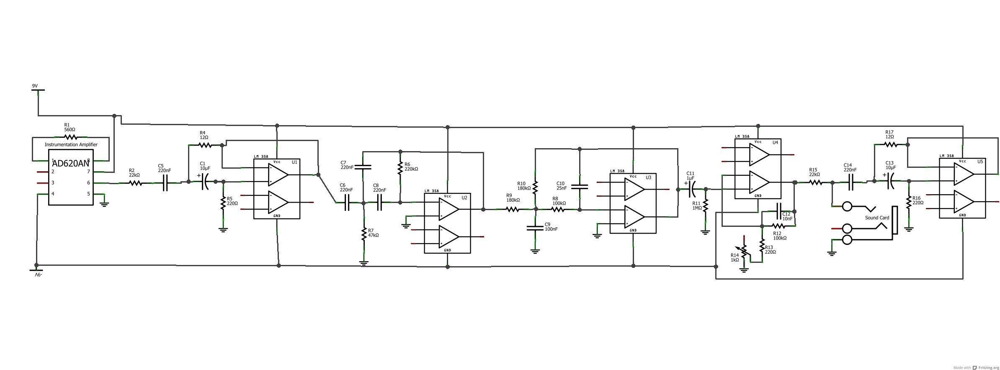 9V
R1
560Ω
Instrumentation Amplifier
AD620AN
1
2
3
4
8
7
6
5
-9V
R2
22kΩ
C5
220nF
R4
12Ω
C1
10µF
+
R5
220Ω
LM 358
Vcc
U1
-
+
-
+
GND
C7
220nF
C6
220nF
C8
220nF
R6
220kΩ
R7
47kΩ
LM 358
Vcc
U2
-
+
-
+
GND
R9
180kΩ
R10
180kΩ
R8
100kΩ
C10
25nF
C9
100nF
LM 358
Vcc
U3
-
+
-
+
GND
C11
1µF
+
R11
1MΩ
LM 358
Vcc
U4
-
+
-
+
GND
C12
10nF
R12
100kΩ
R13
220Ω
R14
1kΩ
R15
22kΩ
C14
220nF
Sound Card
R17
12Ω
C13
10µF
+
R16
220Ω
LM 358
Vcc
U5
-
+
-
+
GND
Made with Fritzing.org